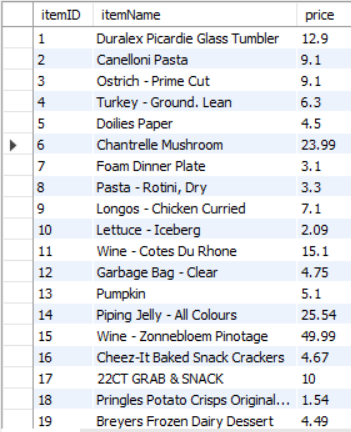 itemID itemName price
1 Duralex Picardie Glass Tumbler 12.9
2 Canelloni Pasta 9.1
3 Ostrich - Prime Cut 9.1
4 Turkey - Ground. Lean 6.3
5 Doilies Paper 4.5
6 Chantrelle Mushroom 23.99
7 Foam Dinner Plate 3.1
8 Pasta - Rotini, Dry 3.3
9 Longos - Chicken Curried 7.1
10 Lettuce - Iceberg 2.09
11 Wine - Cotes Du Rhone 15.1
12 Garbage Bag - Clear 4.75
13 Pumpkin 5.1
14 Piping Jelly - All Colours 25.54
15 Wine - Zonnebloem Pinotage 49.99
16 Cheez-It Baked Snack Crackers 4.67
17 22CT GRAB & SNACK 10
18 Pringles Potato Crisps Original... 1.54
19 Breyers Frozen Dairy Dessert 4.49